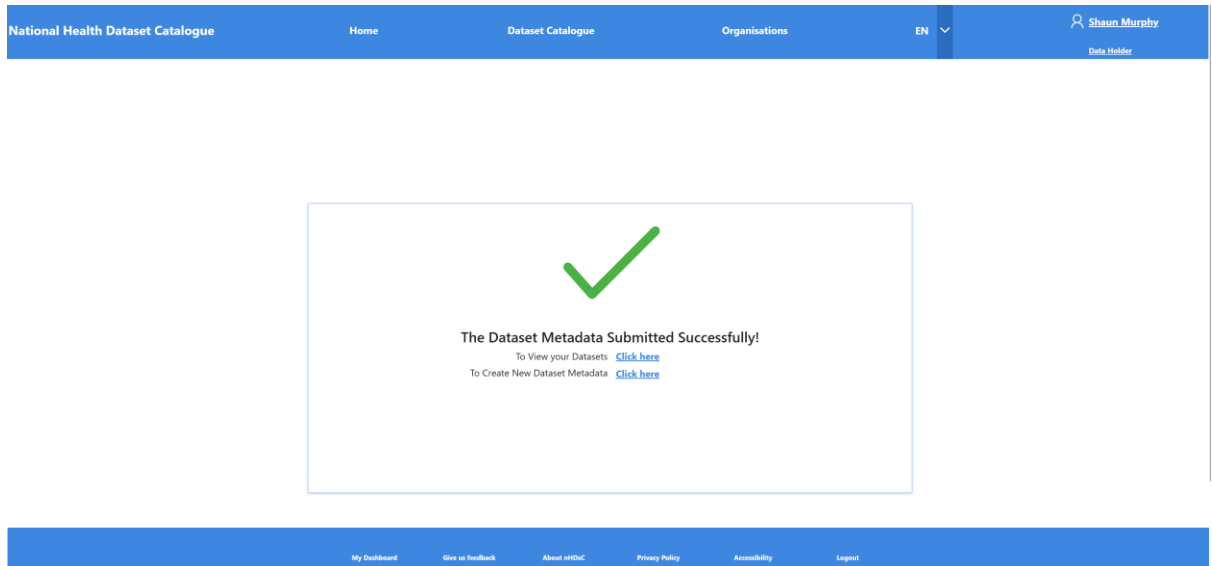 National Health Dataset Catalogue Home Dataset Catalogue Organisations EN Shaun Murphy
Data Holder
The Dataset Metadata Submitted Successfully!
To View your Datasets Click here
To Create New Dataset Metadata Click here
My Dashboard Give us feedback About nHDsC Privacy Policy Accessibility Logout